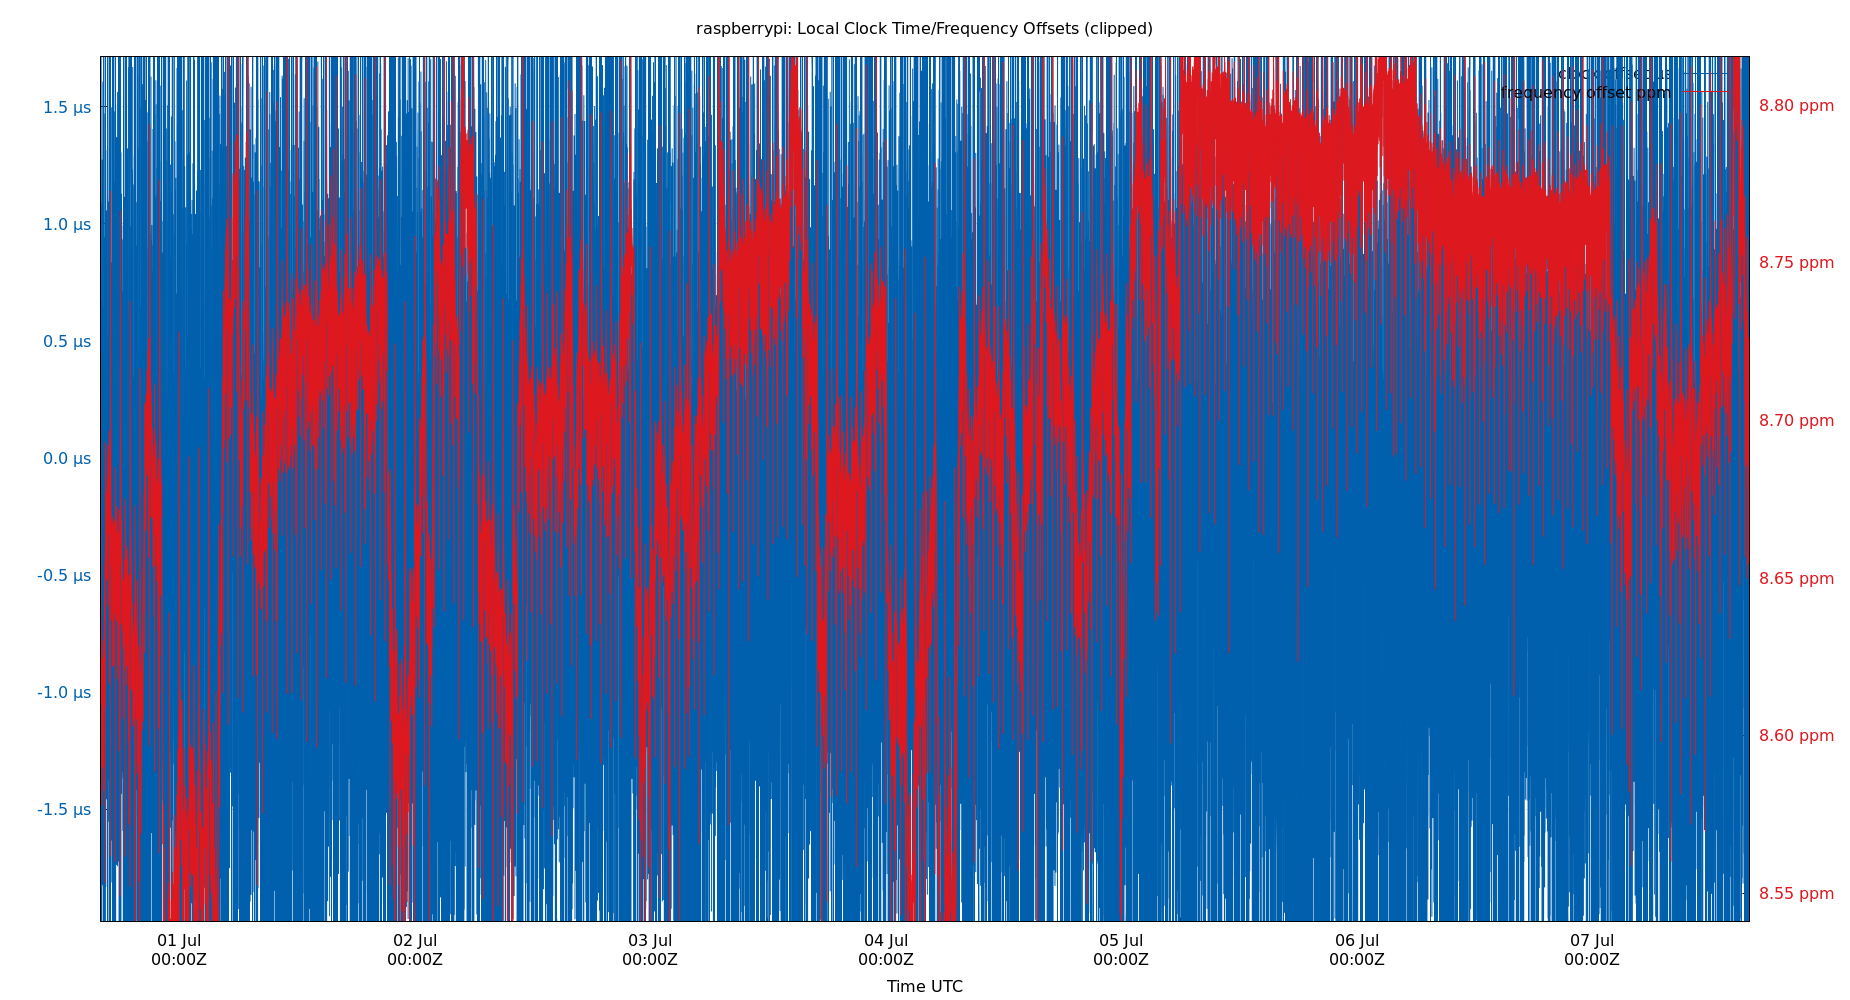 raspberrypi: Local Clock Time/Frequency Offsets (clipped)
clock offset μs
frequency offset ppm
1.5 μs
1.0 μs
0.5 μs
0.0 μs
-0.5 μs
-1.0 μs
-1.5 μs
8.80 ppm
8.75 ppm
8.70 ppm
8.65 ppm
8.60 ppm
8.55 ppm
01 Jul
00:00Z
02 Jul
00:00Z
03 Jul
00:00Z
04 Jul
00:00Z
05 Jul
00:00Z
06 Jul
00:00Z
07 Jul
00:00Z
Time UTC